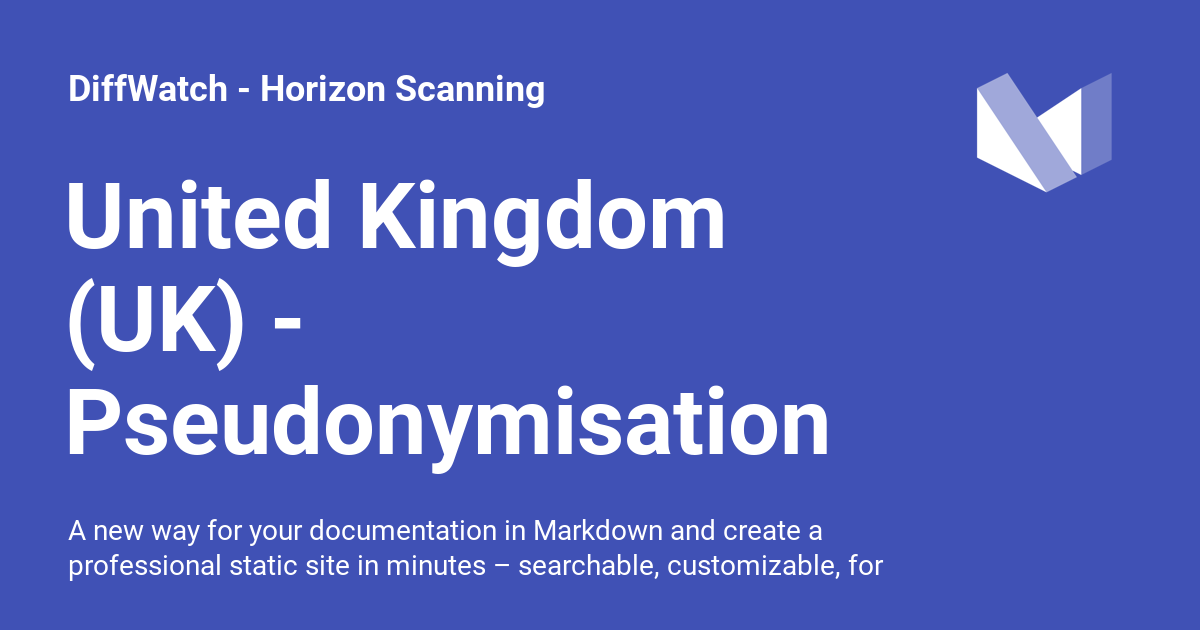 DiffWatch - Horizon Scanning
United Kingdom
(UK) -
Pseudonymisation
A new way for your documentation in Markdown and create a
professional static site in minutes – searchable, customizable, for